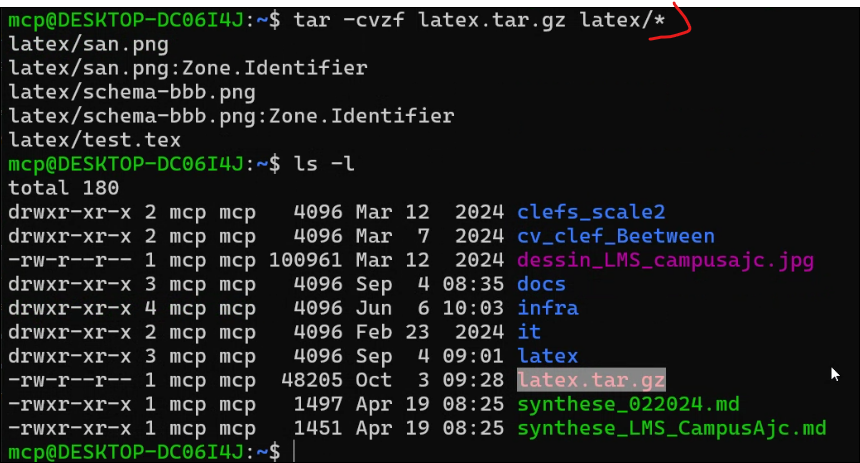 mcp@DESKTOP-DC06I4J:~$ tar -cvzf latex.tar.gz latex/*
latex/san.png
latex/san.png:Zone.Identifier
latex/schema-bbb.png
latex/schema-bbb.png:Zone.Identifier
latex/test.tex
mcp@DESKTOP-DC06I4J:~$ ls -l
total 180
drwxr-xr-x 2 mcp mcp   4096 Mar 12  2024 clefs_scale2
drwxr-xr-x 2 mcp mcp   4096 Mar  7  2024 cv_clef_Beetween
-rw-r--r-- 1 mcp mcp 100961 Mar 12  2024 dessin_LMS_campusajc.jpg
drwxr-xr-x 3 mcp mcp   4096 Sep  4 08:35 docs
drwxr-xr-x 4 mcp mcp   4096 Jun  6 10:03 infra
drwxr-xr-x 2 mcp mcp   4096 Feb 23  2024 it
drwxr-xr-x 3 mcp mcp   4096 Sep  4 09:01 latex
-rw-r--r-- 1 mcp mcp  48205 Oct  3 09:28 latex.tar.gz
-rwxr-xr-x 1 mcp mcp   1497 Apr 19 08:25 synthese_022024.md
-rwxr-xr-x 1 mcp mcp   1451 Apr 19 08:25 synthese_LMS_CampusAjc.md
mcp@DESKTOP-DC06I4J:~$